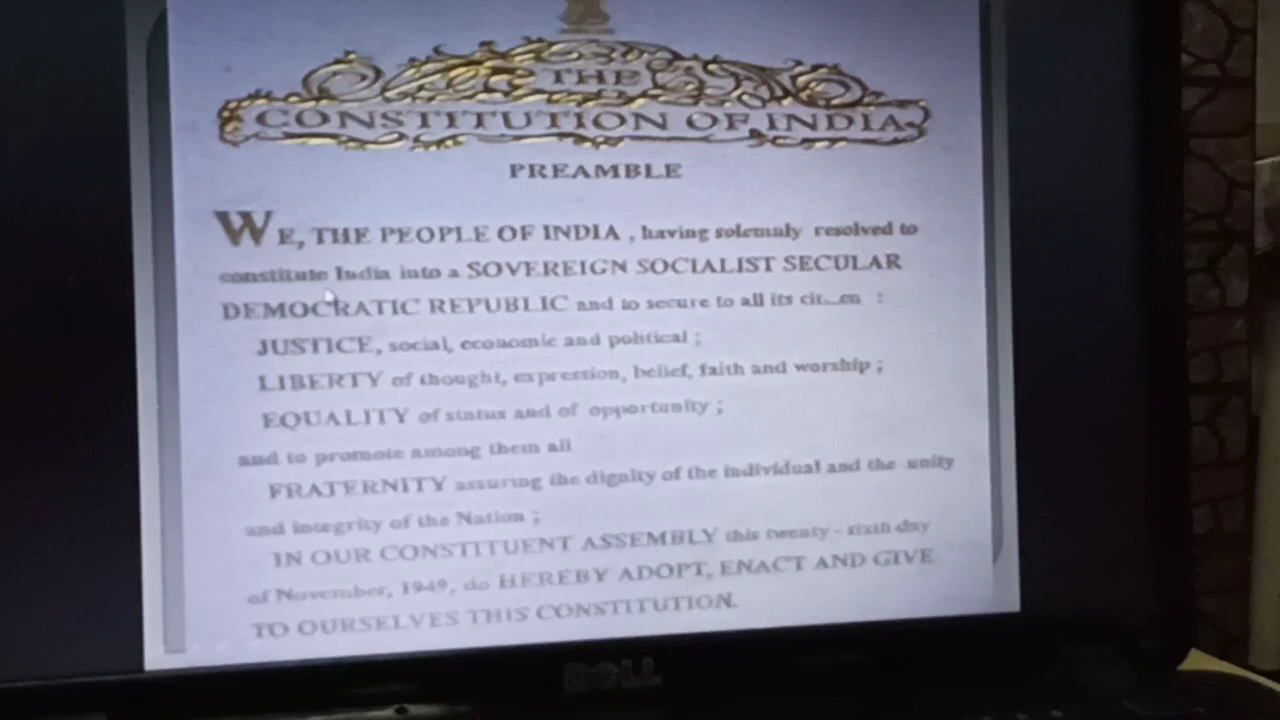 THE
CONSTITUTION OF INDIA
PREAMBLE
WE, THE PEOPLE OF INDIA , having solemnly resolved to
constitute India into a SOVEREIGN SOCIALIST SECULAR
DEMOCRATIC REPUBLIC and to secure to all its :
JUSTICE, social, economic and political ;
LIBERTY of thought, expression, belief, faith and worship ;
EQUALITY of status and of opportunity ;
and to promote among them all
FRATERNITY assuring the dignity of the individual and the unity
and integrity of the Nation ;
IN OUR CONSTITUENT ASSEMBLY this twenty - sixth day
of November, 1949, do HEREBY ADOPT, ENACT AND GIVE
TO OURSELVES THIS CONSTITUTION.
DELL